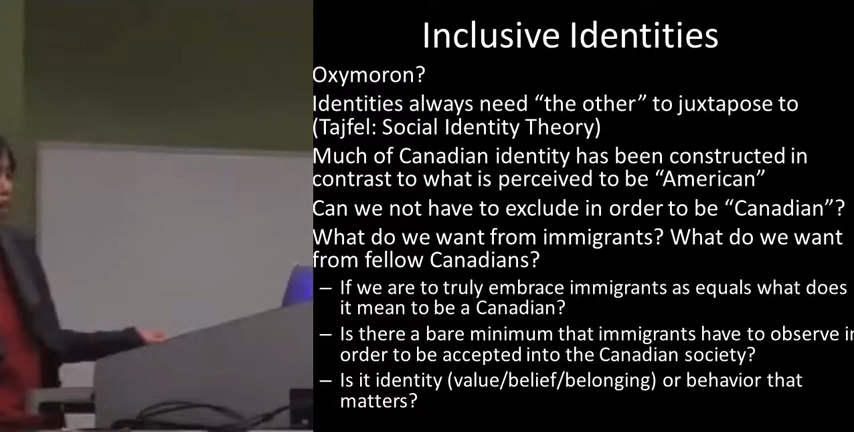 Inclusive Identities
Oxymoron?
Identities always need “the other” to juxtapose to
(Tajfel: Social Identity Theory)
Much of Canadian identity has been constructed in
contrast to what is perceived to be “American”
Can we not have to exclude in order to be “Canadian”?
What do we want from immigrants? What do we want
from fellow Canadians?
– If we are to truly embrace immigrants as equals what does
it mean to be a Canadian?
– Is there a bare minimum that immigrants have to observe in
order to be accepted into the Canadian society?
– Is it identity (value/belief/belonging) or behavior that
matters?